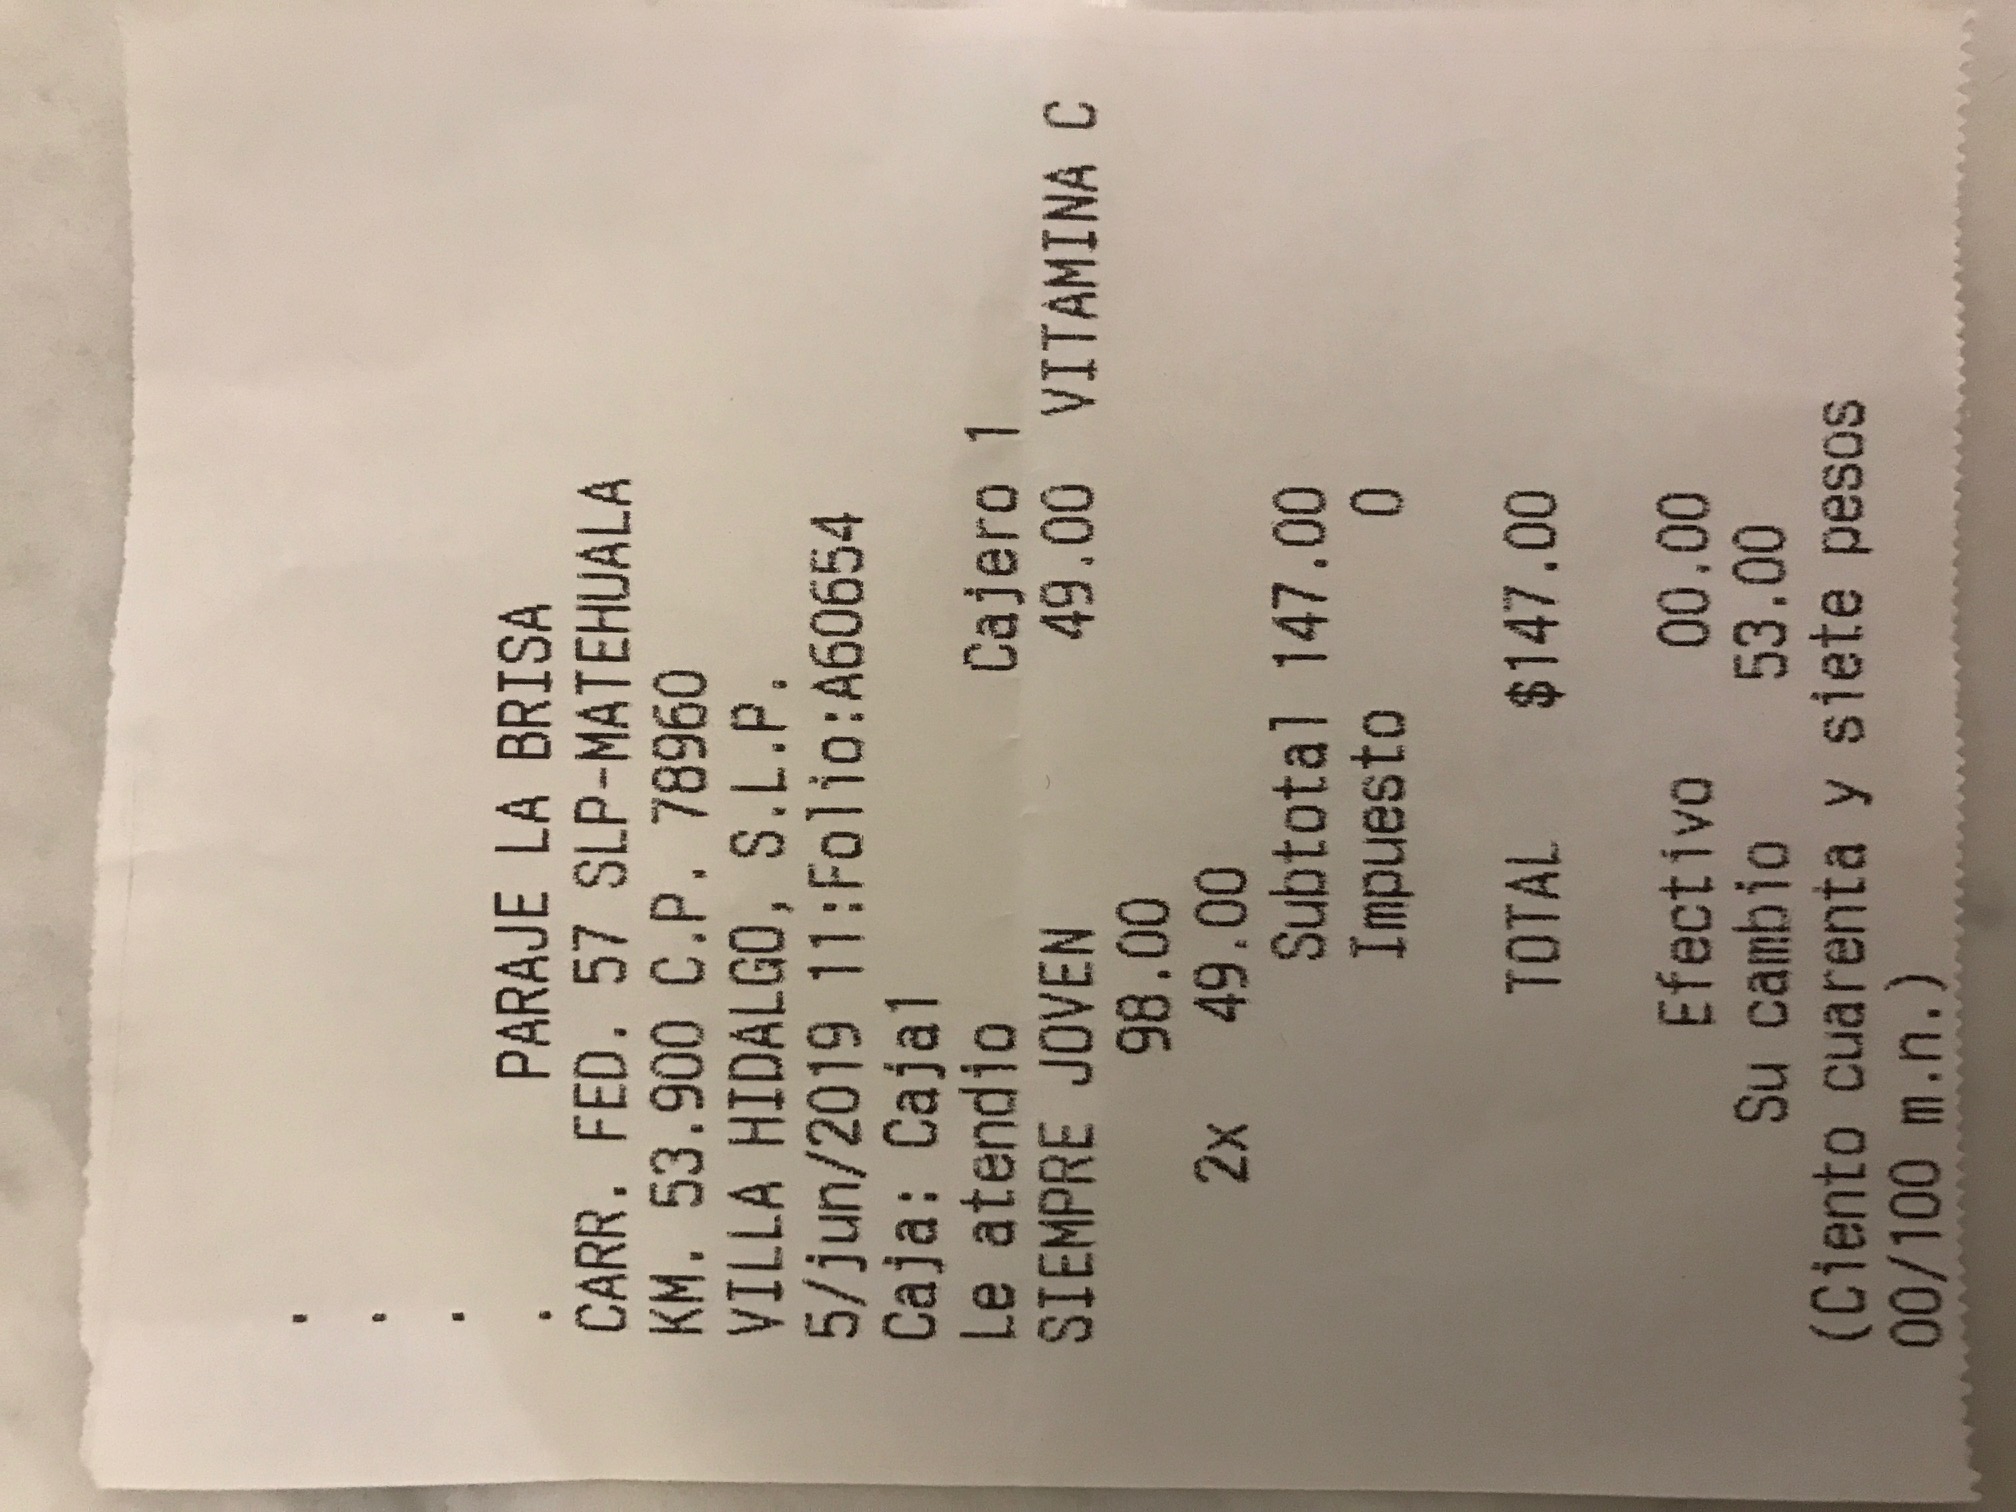 .
.
.
.
PARAJE LA BRISA
CARR. FED. 57 SLP-MATEHUALA
KM. 53.900 C.P. 78960
VILLA HIDALGO, S.L.P.
5/jun/2019 11:Folio:A60654
Caja: Caja1
Le atendio Cajero 1
SIEMPRE JOVEN 49.00 VITAMINA C
98.00
2x 49.00
Subtotal 147.00
Impuesto 0
TOTAL $147.00
Efectivo 00.00
Su cambio 53.00
(Ciento cuarenta y siete pesos
00/100 m.n.)